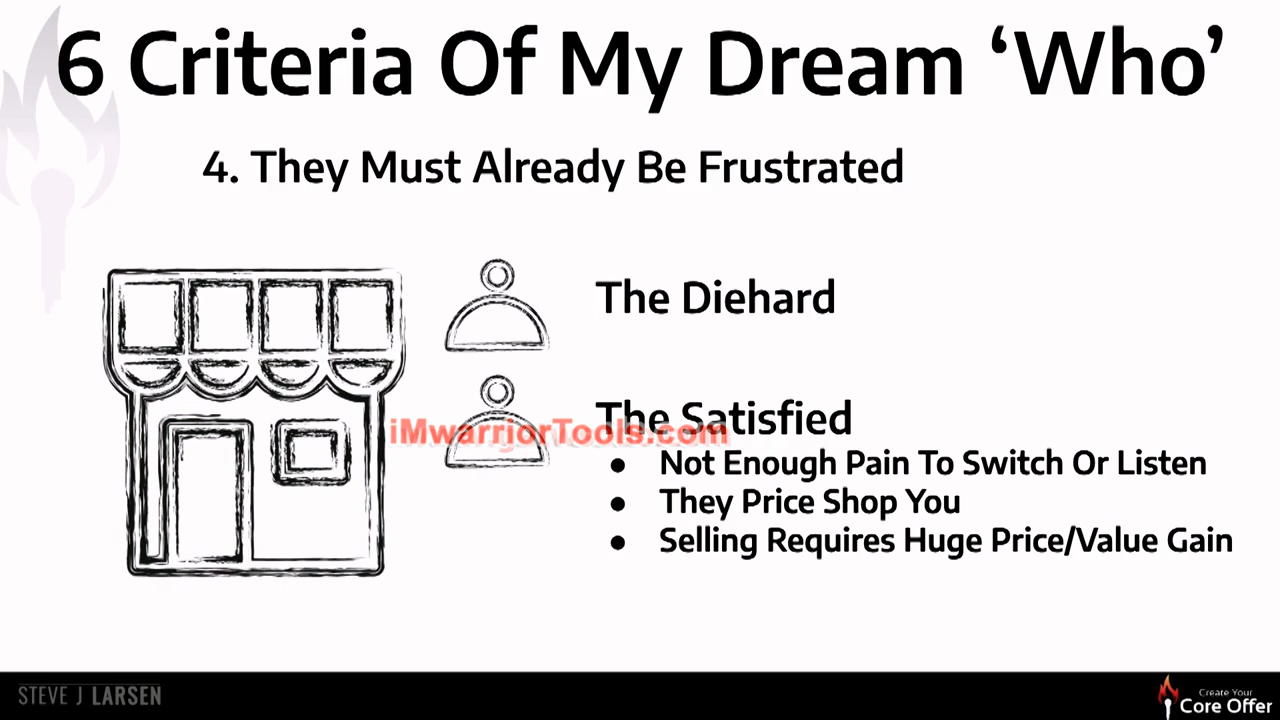 6 Criteria Of My Dream ‘Who’
4. They Must Already Be Frustrated
The Diehard
The Satisfied
iMwarriorTools.com
● Not Enough Pain To Switch Or Listen
● They Price Shop You
● Selling Requires Huge Price/Value Gain
STEVE J LARSEN
Create Your
Core Offer